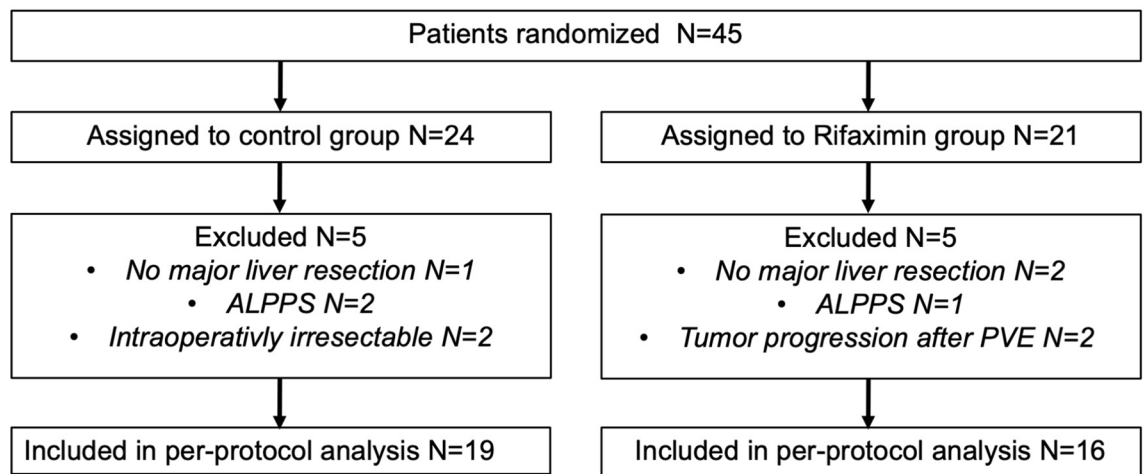 Patients randomized N=45
Assigned to control group N=24
Assigned to Rifaximin group N=21
Excluded N=5
• No major liver resection N=1
• ALPPS N=2
• Intraoperativly irresectable N=2
Excluded N=5
• No major liver resection N=2
• ALPPS N=1
• Tumor progression after PVE N=2
Included in per-protocol analysis N=19
Included in per-protocol analysis N=16